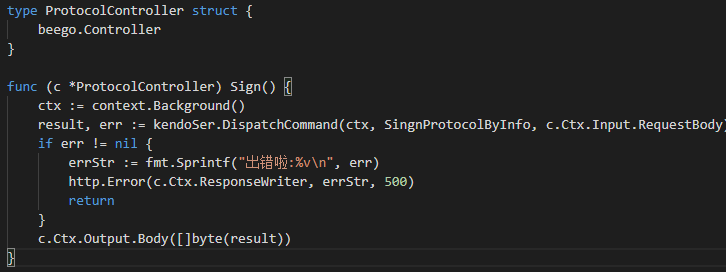 type ProtocolController struct {
    beego.Controller
}

func (c *ProtocolController) Sign() {
    ctx := context.Background()
    result, err := kendoSer.DispatchCommand(ctx, SingnProtocolByInfo, c.Ctx.Input.RequestBody)
    if err != nil {
        errStr := fmt.Sprintf("出错啦:%v\n", err)
        http.Error(c.Ctx.ResponseWriter, errStr, 500)
        return
    }
    c.Ctx.Output.Body([]byte(result))
}